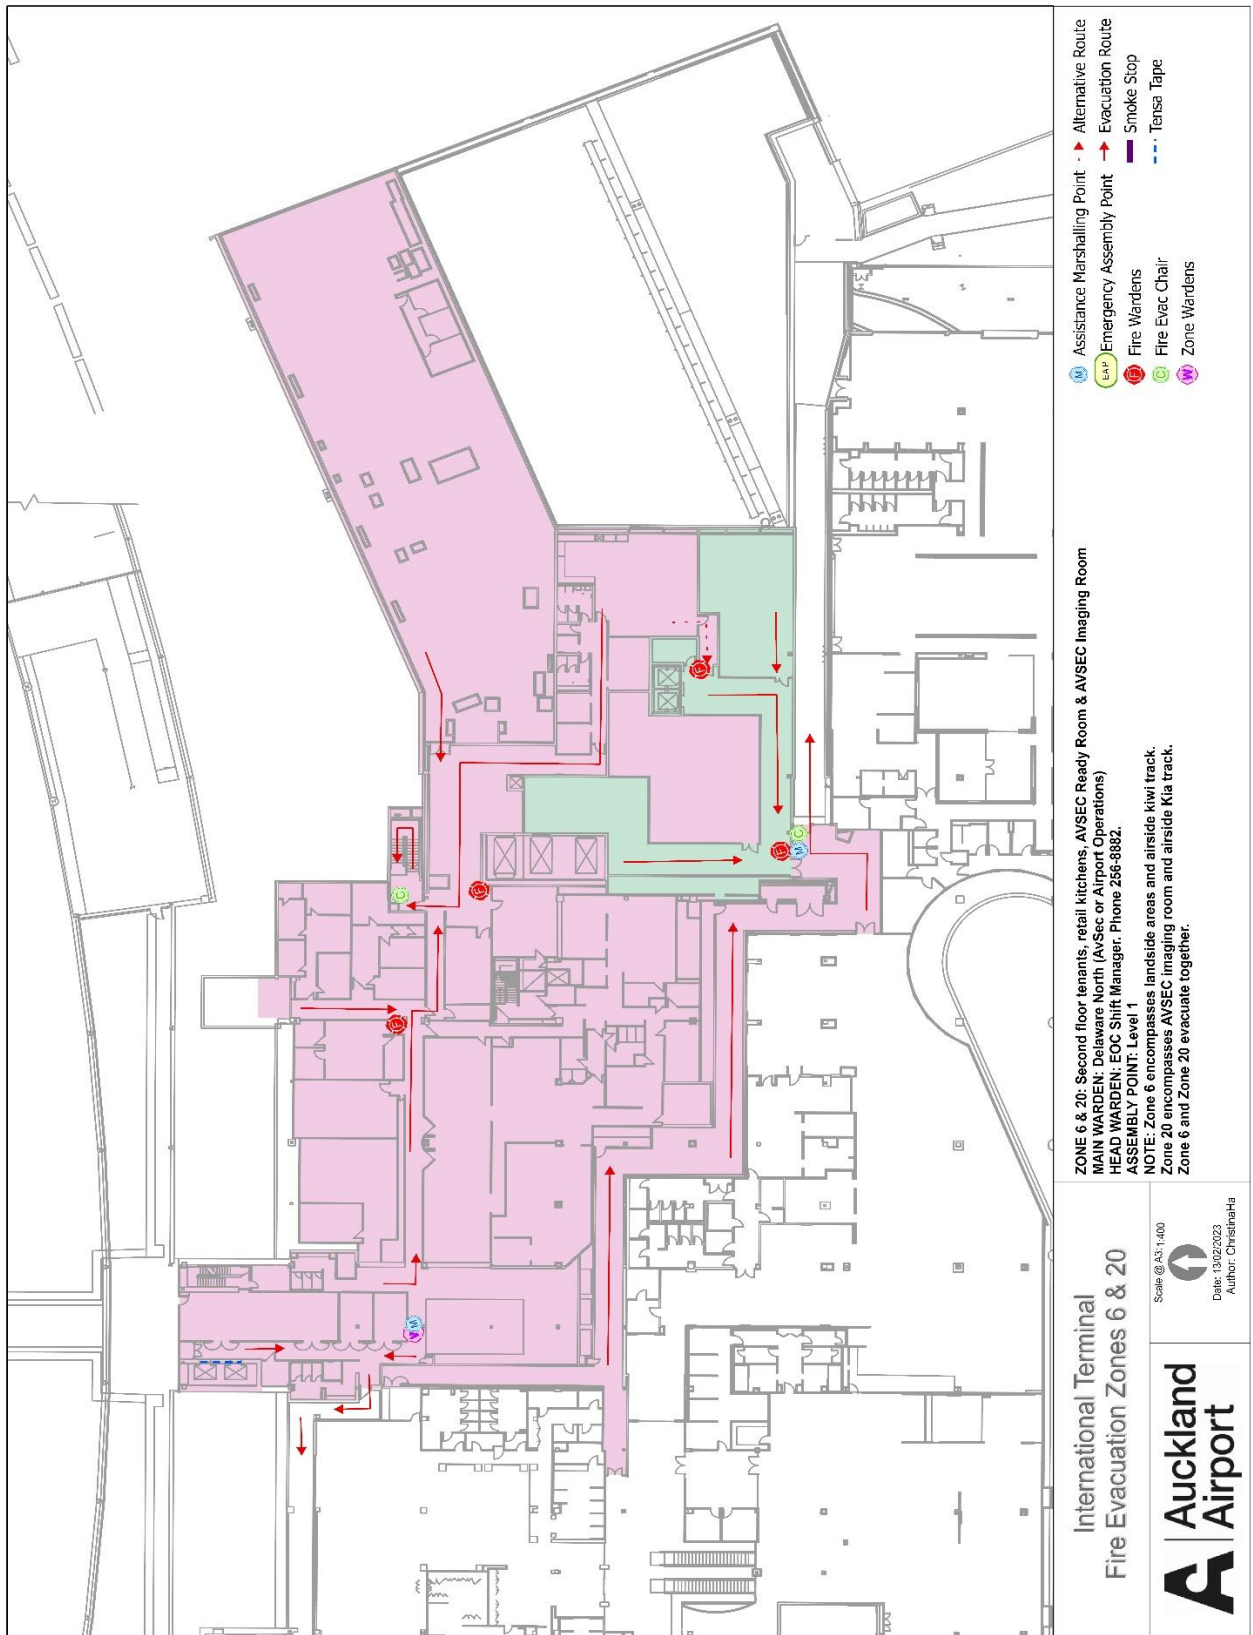 International Terminal
Fire Evacuation Zones 6 & 20
A Auckland
Airport
Scale @ A3: 1:400
Date: 13/02/2023
Author: ChristinaHa
ZONE 6 & 20: Second floor tenants, retail kitchens, AVSEC Ready Room & AVSEC Imaging Room
MAIN WARDEN: Delaware North (AvSec or Airport Operations)
HEAD WARDEN: EOC Shift Manager. Phone 256-8882.
ASSEMBLY POINT: Level 1
NOTE: Zone 6 encompasses landside areas and airside kiwi track.
Zone 20 encompasses AVSEC imaging room and airside Kia track.
Zone 6 and Zone 20 evacuate together.
M Assistance Marshalling Point
EAP Emergency Assembly Point
F Fire Wardens
C Fire Evac Chair
W Zone Wardens
Alternative Route
Evacuation Route
Smoke Stop
Tensa Tape
W
M
F
C
F
F
F
M
C